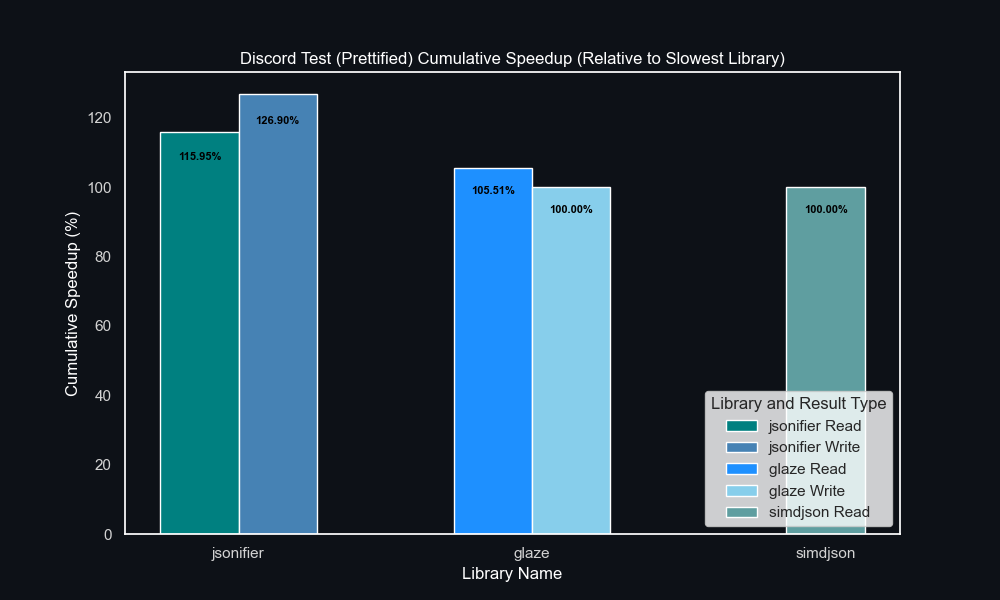 Discord Test (Prettified) Cumulative Speedup (Relative to Slowest Library)
Cumulative Speedup (%)
120
100
80
60
40
20
0
115.95%
126.90%
105.51%
100.00%
100.00%
Library and Result Type
jsonifier Read
jsonifier Write
glaze Read
glaze Write
simdjson Read
jsonifier
glaze
simdjson
Library Name